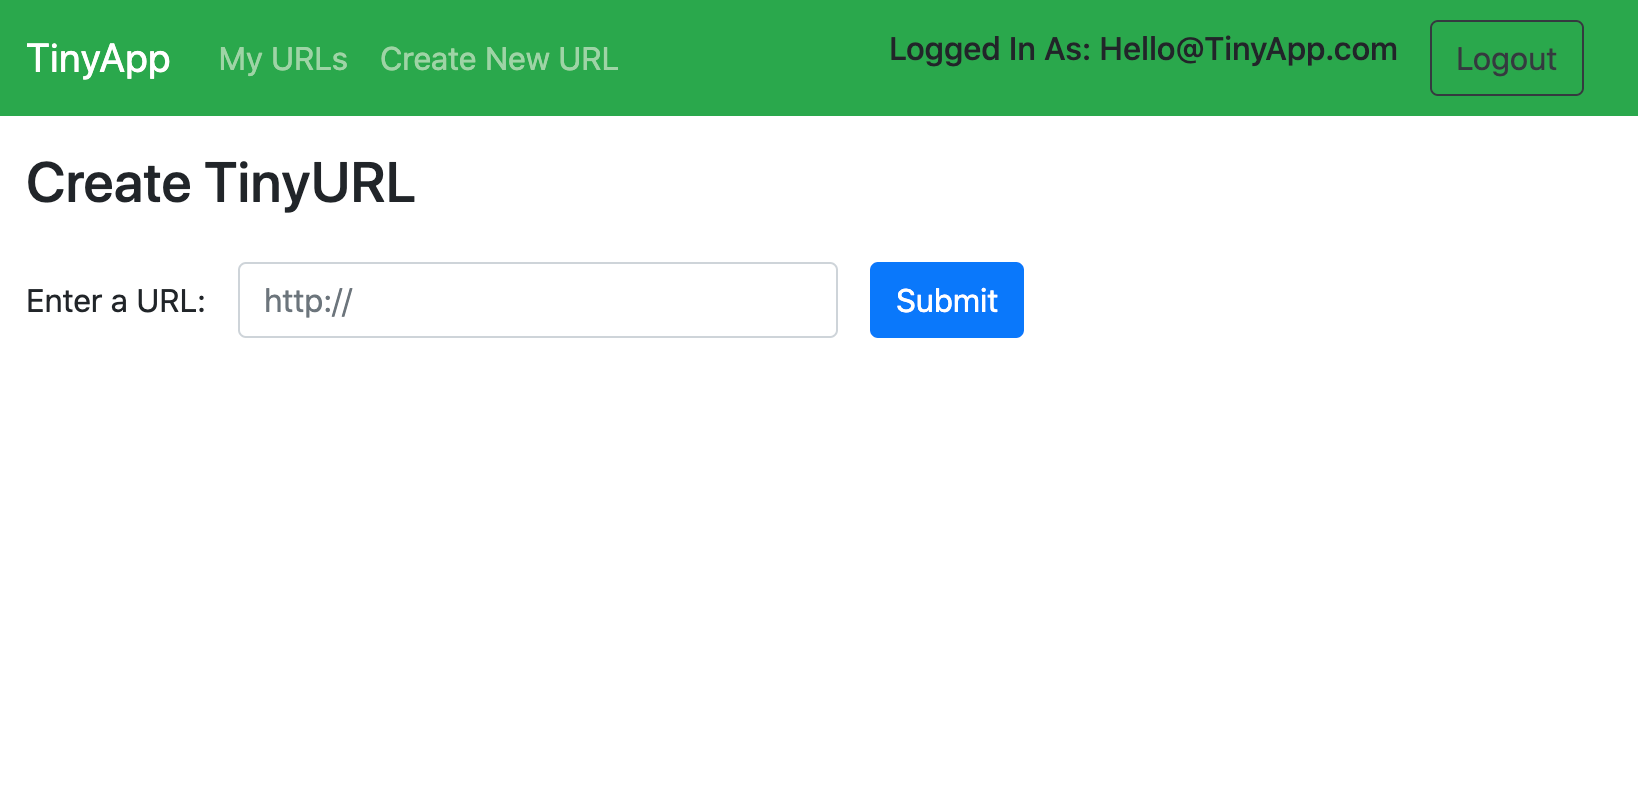 TinyApp My URLs Create New URL Logged In As: Hello@TinyApp.com Logout
Create TinyURL
Enter a URL: http:// Submit